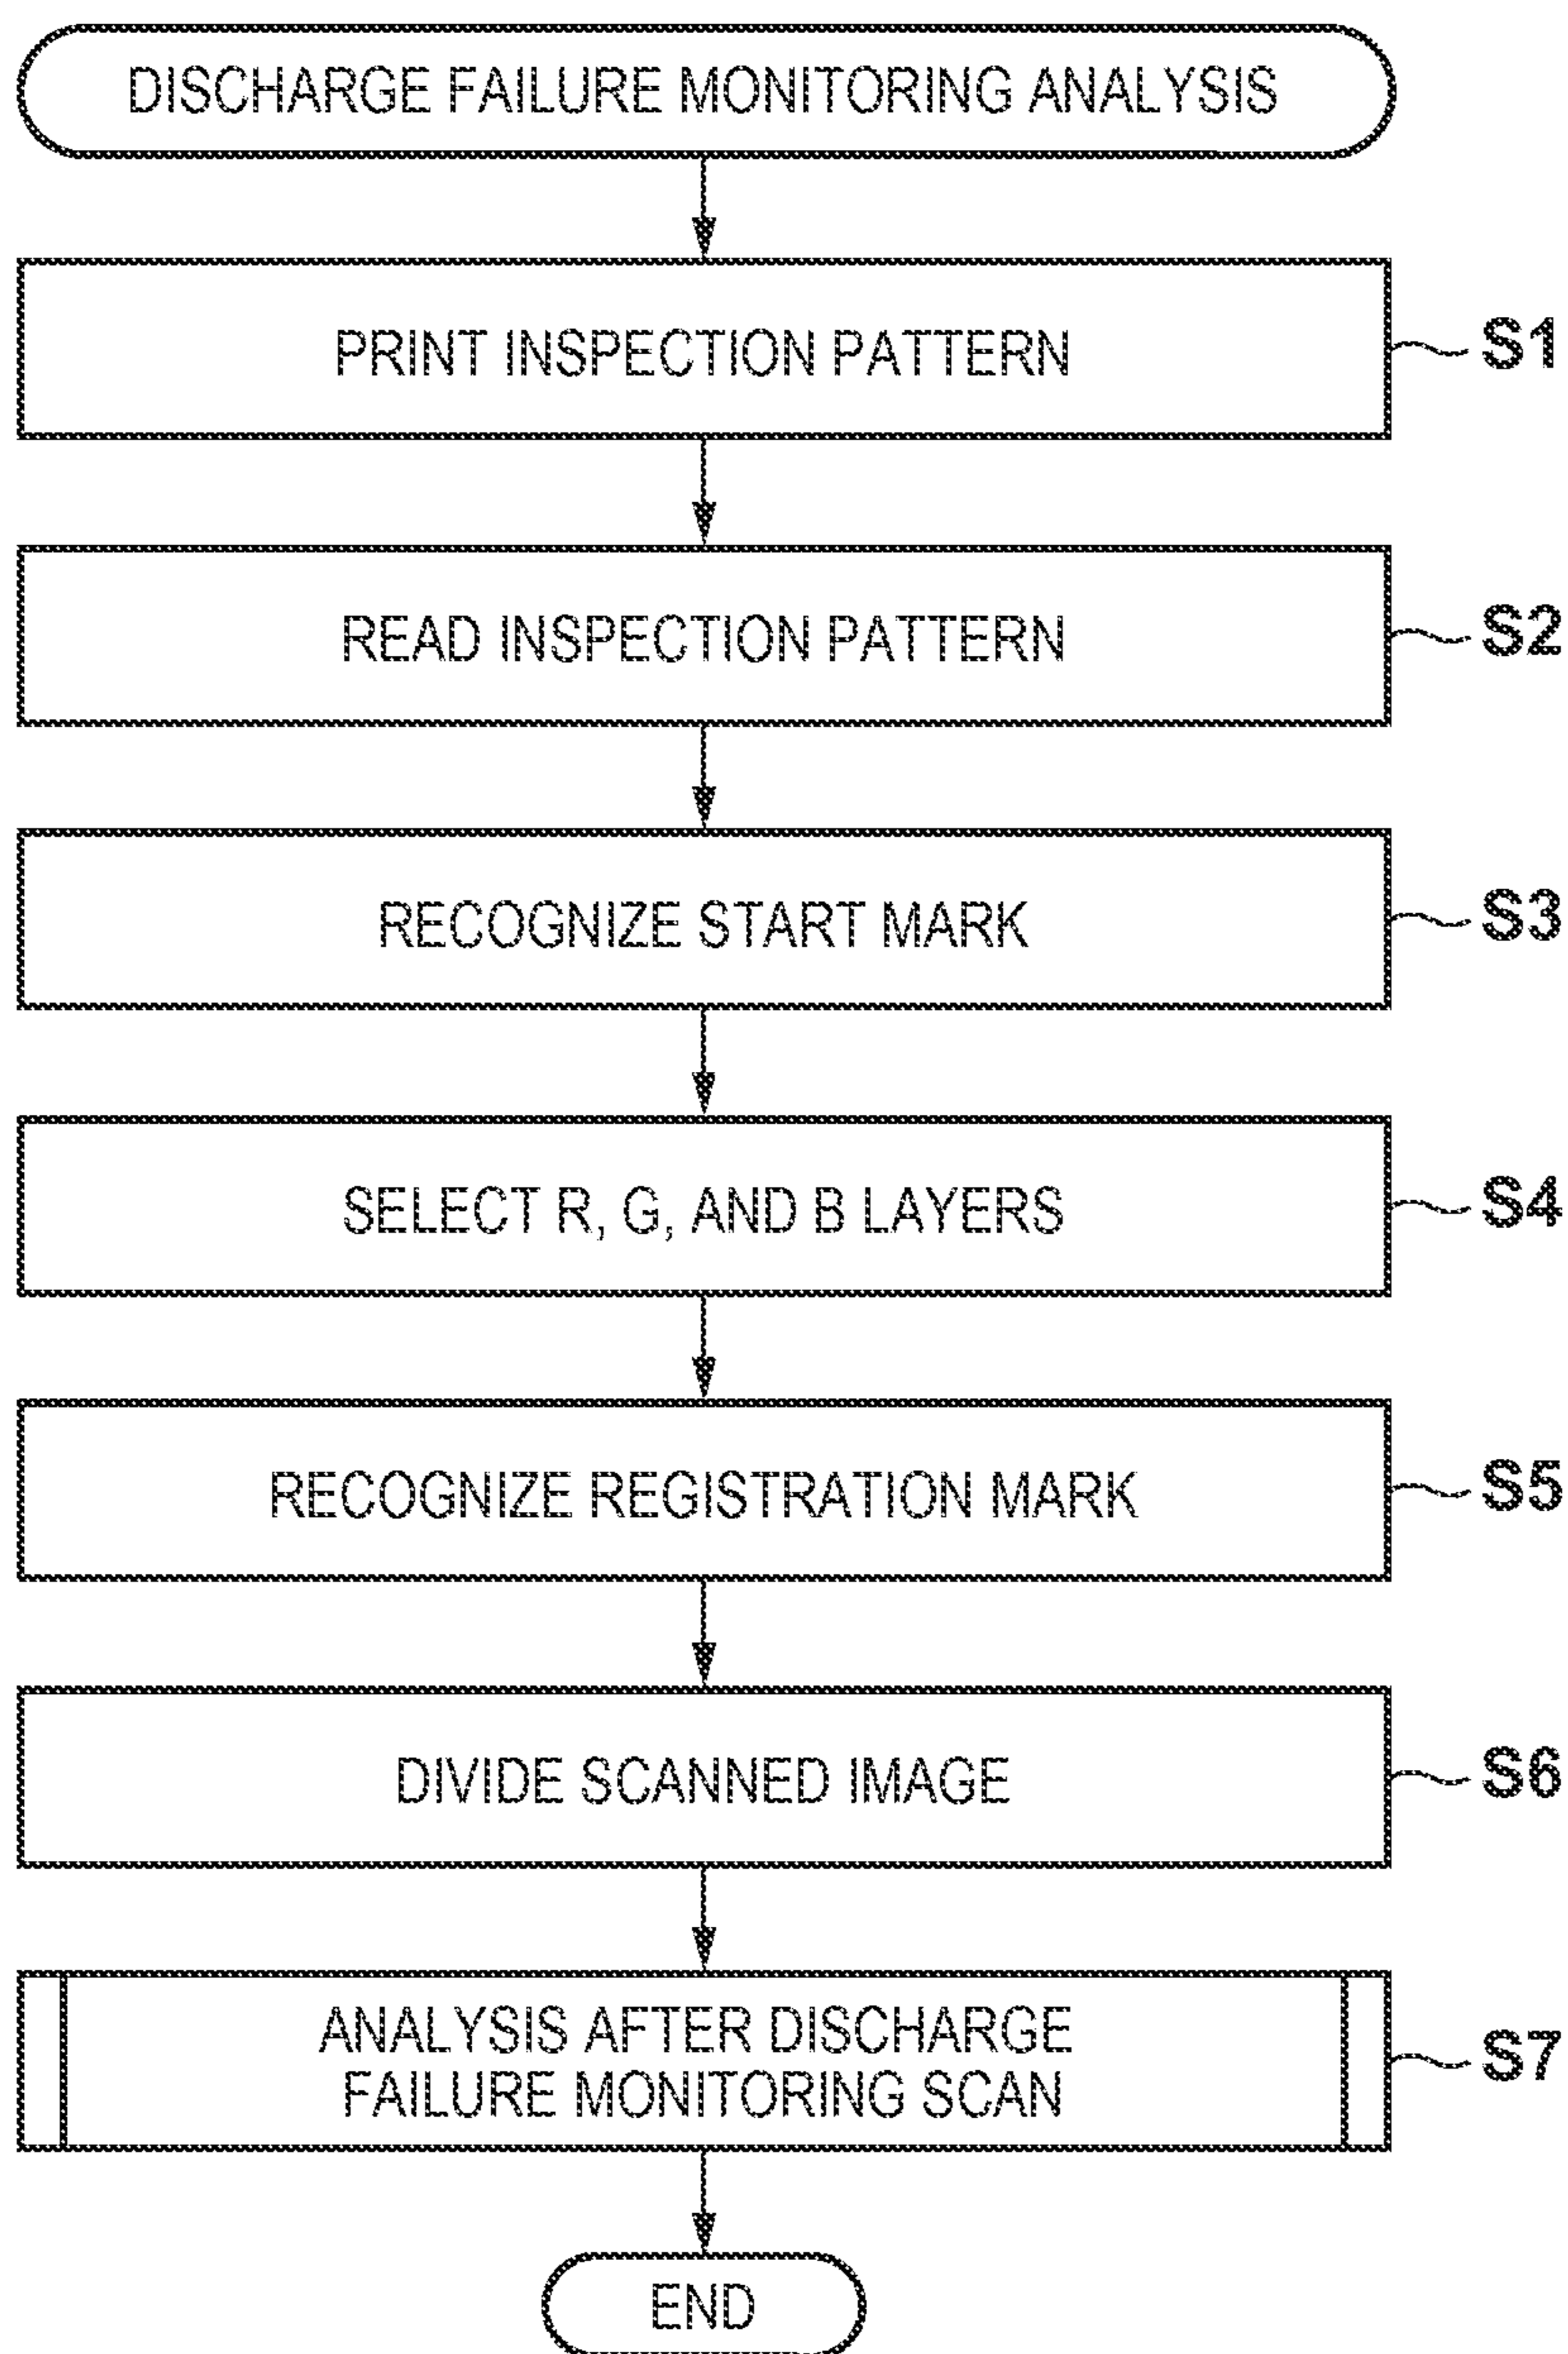 DISCHARGE FAILURE MONITORING ANALYSIS
PRINT INSPECTION PATTERN
S1
READ INSPECTION PATTERN
S2
RECOGNIZE START MARK
S3
SELECT R, G, AND B LAYERS
S4
RECOGNIZE REGISTRATION MARK
S5
DIVIDE SCANNED IMAGE
S6
ANALYSIS AFTER DISCHARGE
FAILURE MONITORING SCAN
S7
END